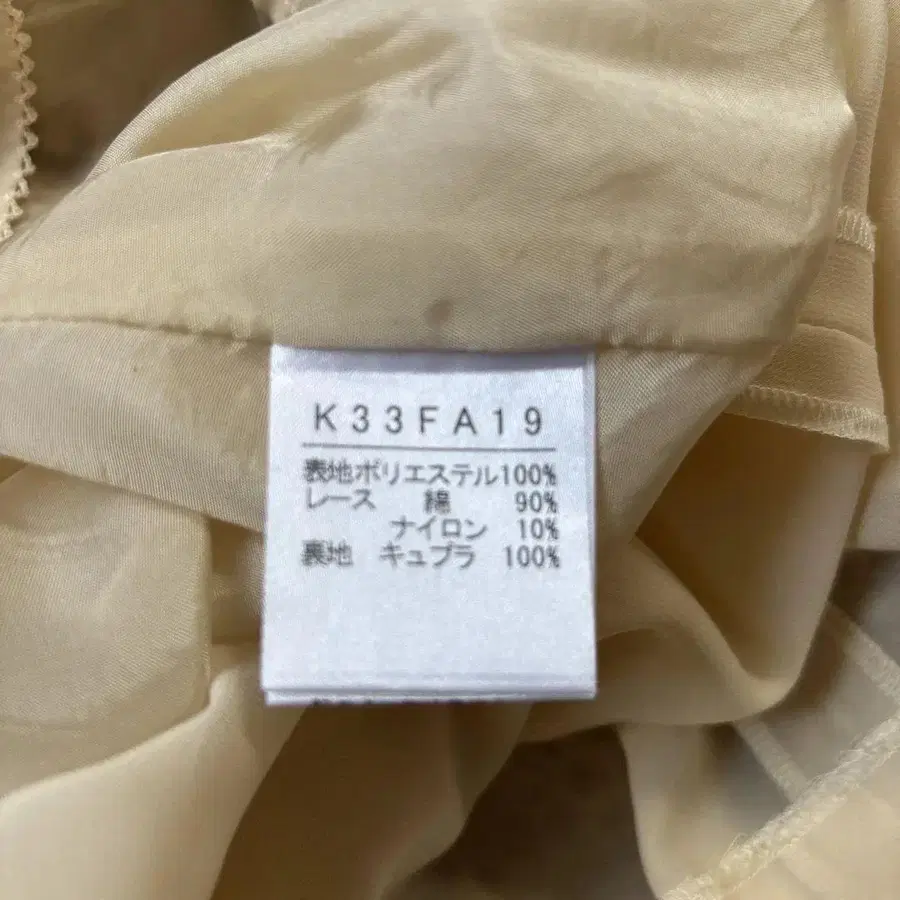 K33FA19
表地ポリエステル100%
レース 綿 90%
ナイロン 10%
裏地 キュプラ 100%